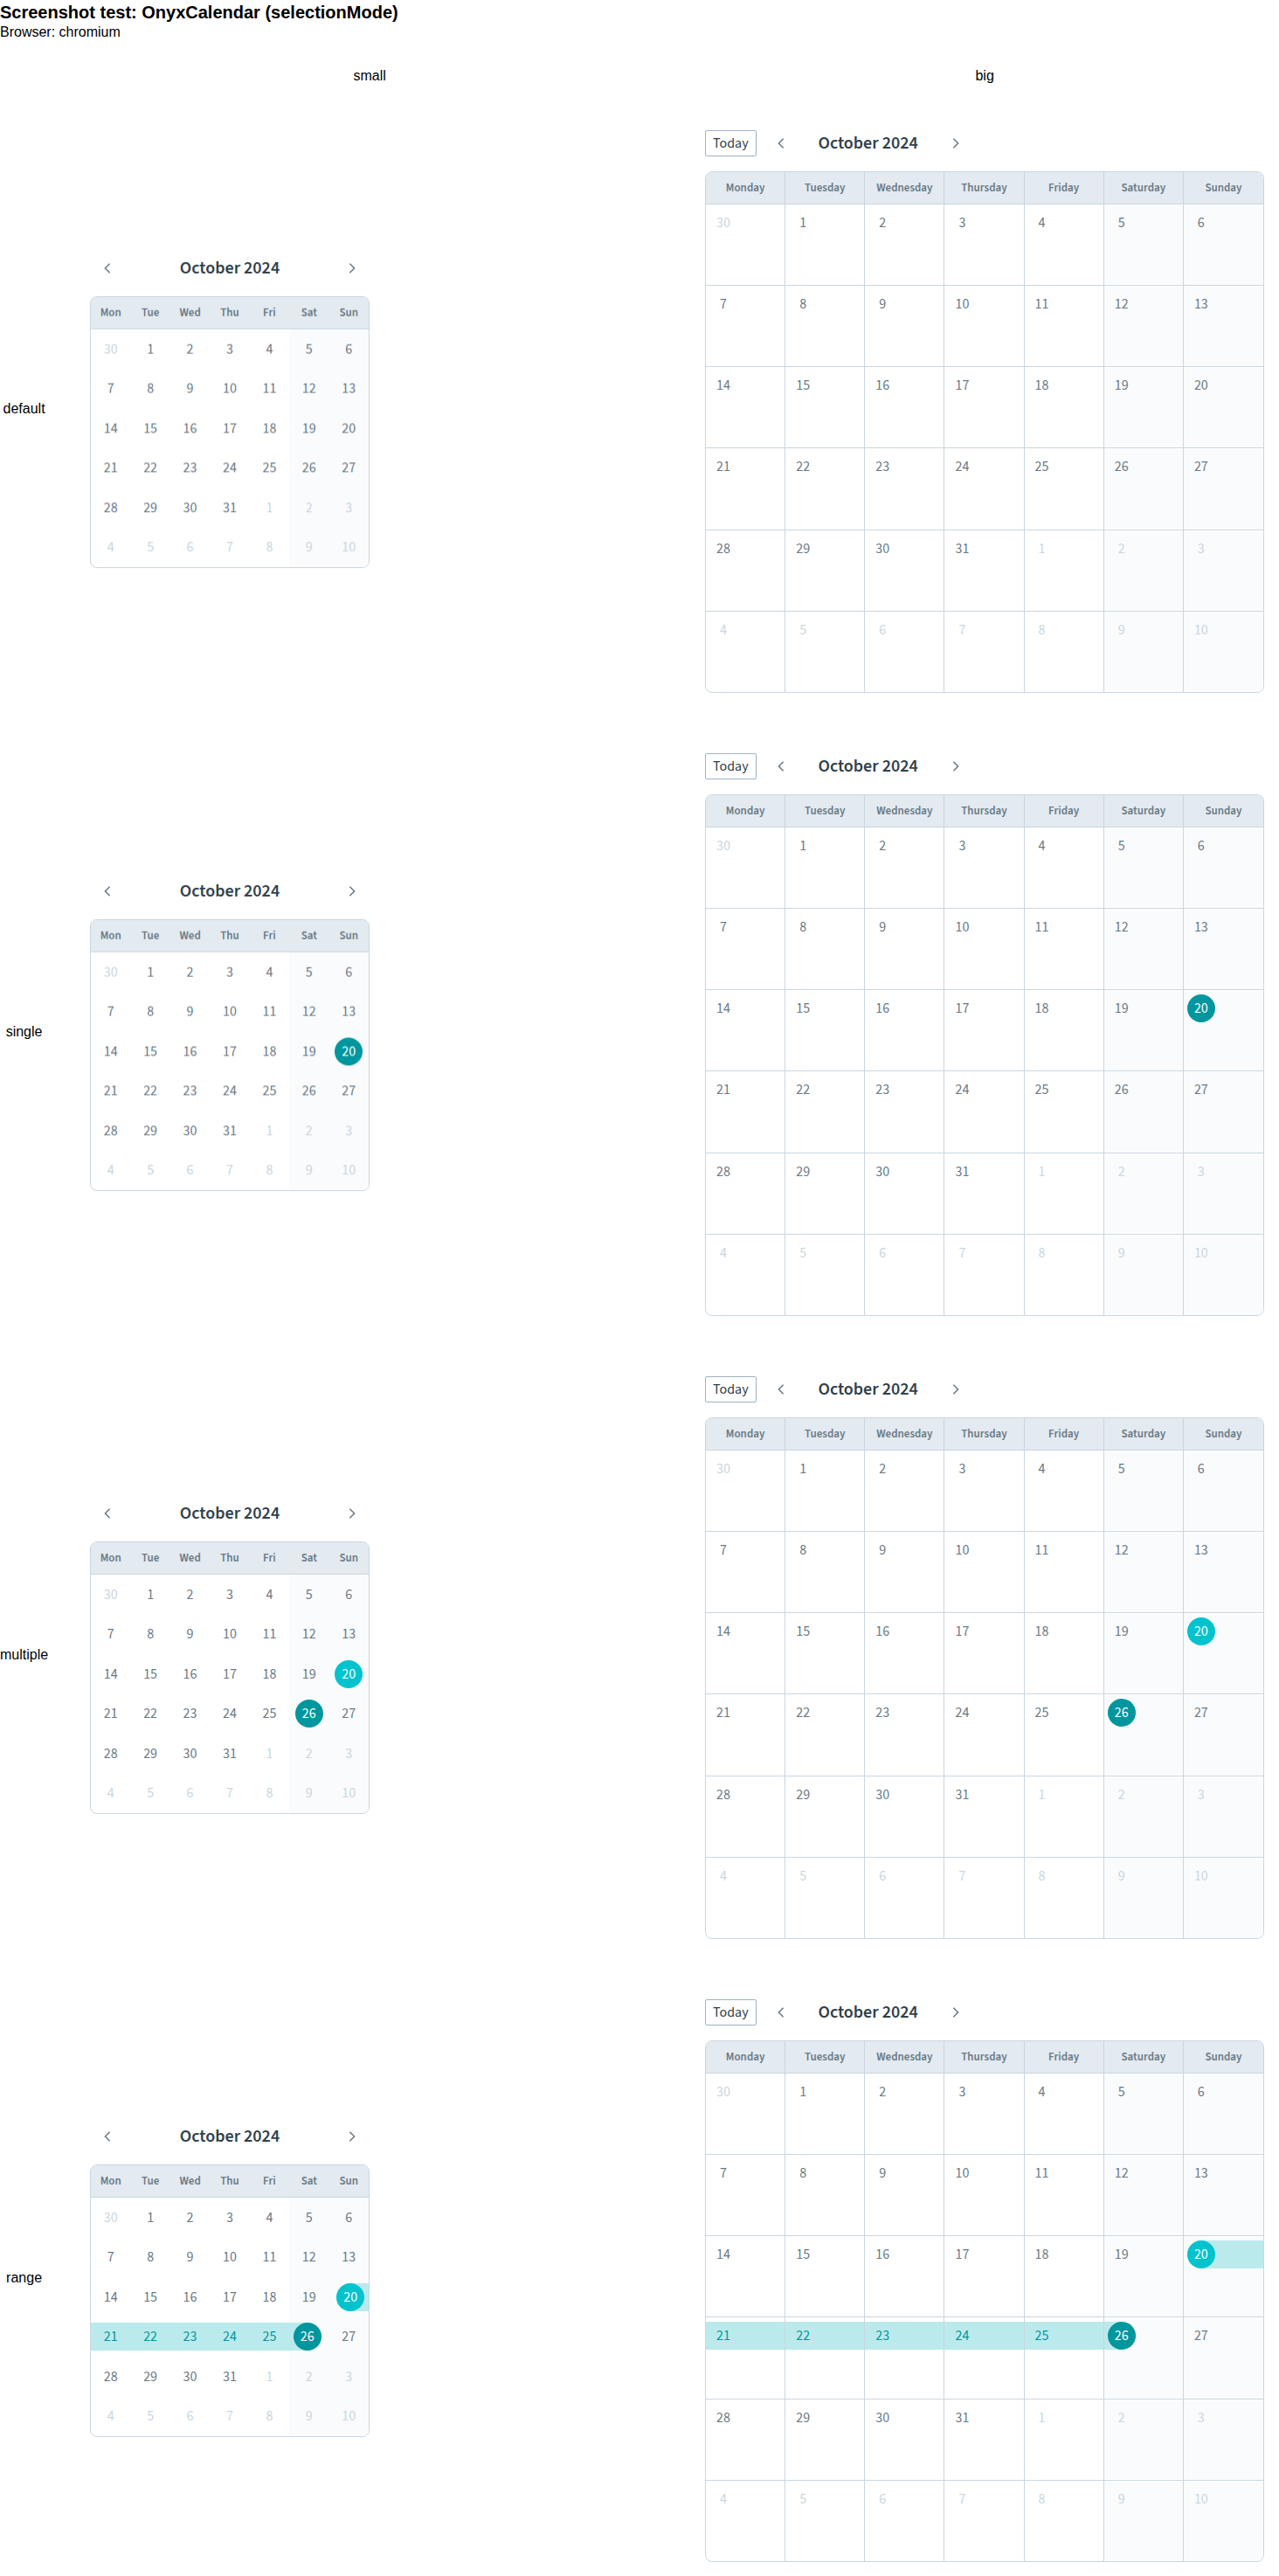 Screenshot test: OnyxCalendar (selectionMode)
Browser: chromium
small big
default
October 2024
Mon Tue Wed Thu Fri Sat Sun
30 1 2 3 4 5 6
7 8 9 10 11 12 13
14 15 16 17 18 19 20
21 22 23 24 25 26 27
28 29 30 31 1 2 3
4 5 6 7 8 9 10
Today October 2024
Monday Tuesday Wednesday Thursday Friday Saturday Sunday
30 1 2 3 4 5 6
7 8 9 10 11 12 13
14 15 16 17 18 19 20
21 22 23 24 25 26 27
28 29 30 31 1 2 3
4 5 6 7 8 9 10
single
October 2024
Mon Tue Wed Thu Fri Sat Sun
30 1 2 3 4 5 6
7 8 9 10 11 12 13
14 15 16 17 18 19 20
21 22 23 24 25 26 27
28 29 30 31 1 2 3
4 5 6 7 8 9 10
Today October 2024
Monday Tuesday Wednesday Thursday Friday Saturday Sunday
30 1 2 3 4 5 6
7 8 9 10 11 12 13
14 15 16 17 18 19 20
21 22 23 24 25 26 27
28 29 30 31 1 2 3
4 5 6 7 8 9 10
multiple
October 2024
Mon Tue Wed Thu Fri Sat Sun
30 1 2 3 4 5 6
7 8 9 10 11 12 13
14 15 16 17 18 19 20
21 22 23 24 25 26 27
28 29 30 31 1 2 3
4 5 6 7 8 9 10
Today October 2024
Monday Tuesday Wednesday Thursday Friday Saturday Sunday
30 1 2 3 4 5 6
7 8 9 10 11 12 13
14 15 16 17 18 19 20
21 22 23 24 25 26 27
28 29 30 31 1 2 3
4 5 6 7 8 9 10
range
October 2024
Mon Tue Wed Thu Fri Sat Sun
30 1 2 3 4 5 6
7 8 9 10 11 12 13
14 15 16 17 18 19 20
21 22 23 24 25 26 27
28 29 30 31 1 2 3
4 5 6 7 8 9 10
Today October 2024
Monday Tuesday Wednesday Thursday Friday Saturday Sunday
30 1 2 3 4 5 6
7 8 9 10 11 12 13
14 15 16 17 18 19 20
21 22 23 24 25 26 27
28 29 30 31 1 2 3
4 5 6 7 8 9 10